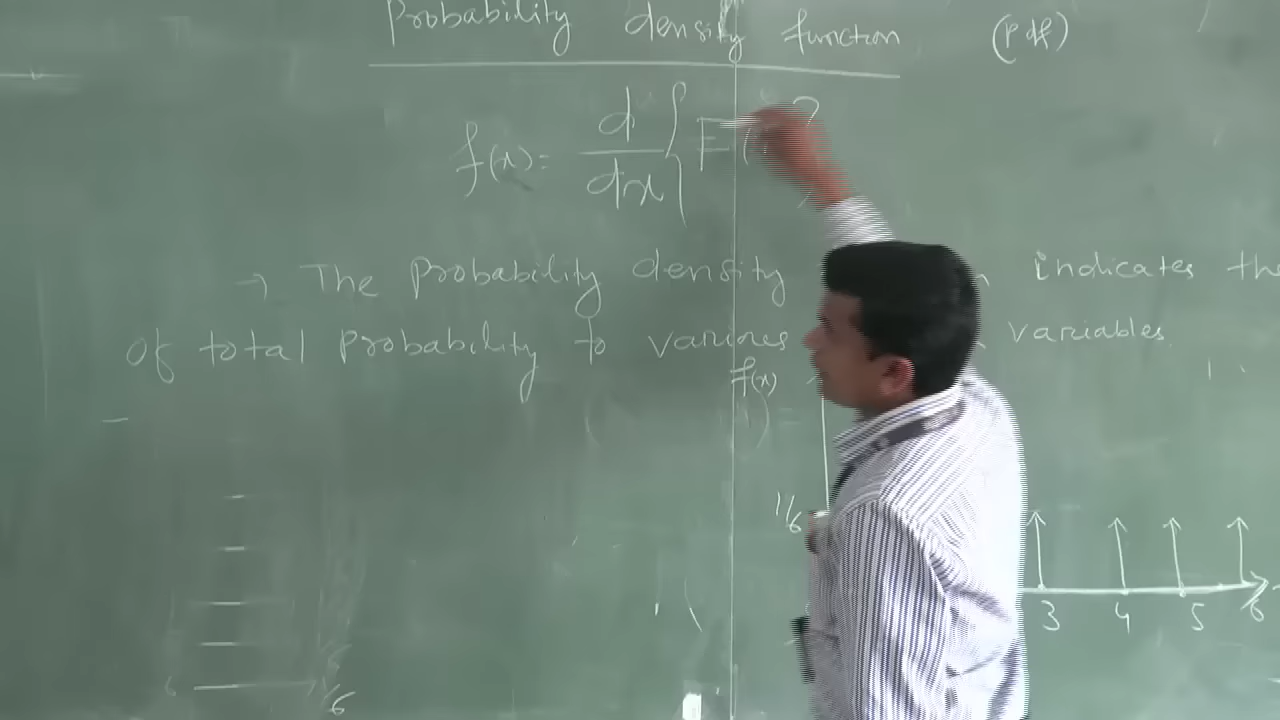 Probability density function (Pdf)
f(x) = d/dx { F(
→ The Probability density indicates the
of total Probability to variables
f(x)
1/6
3 4 5 6
6